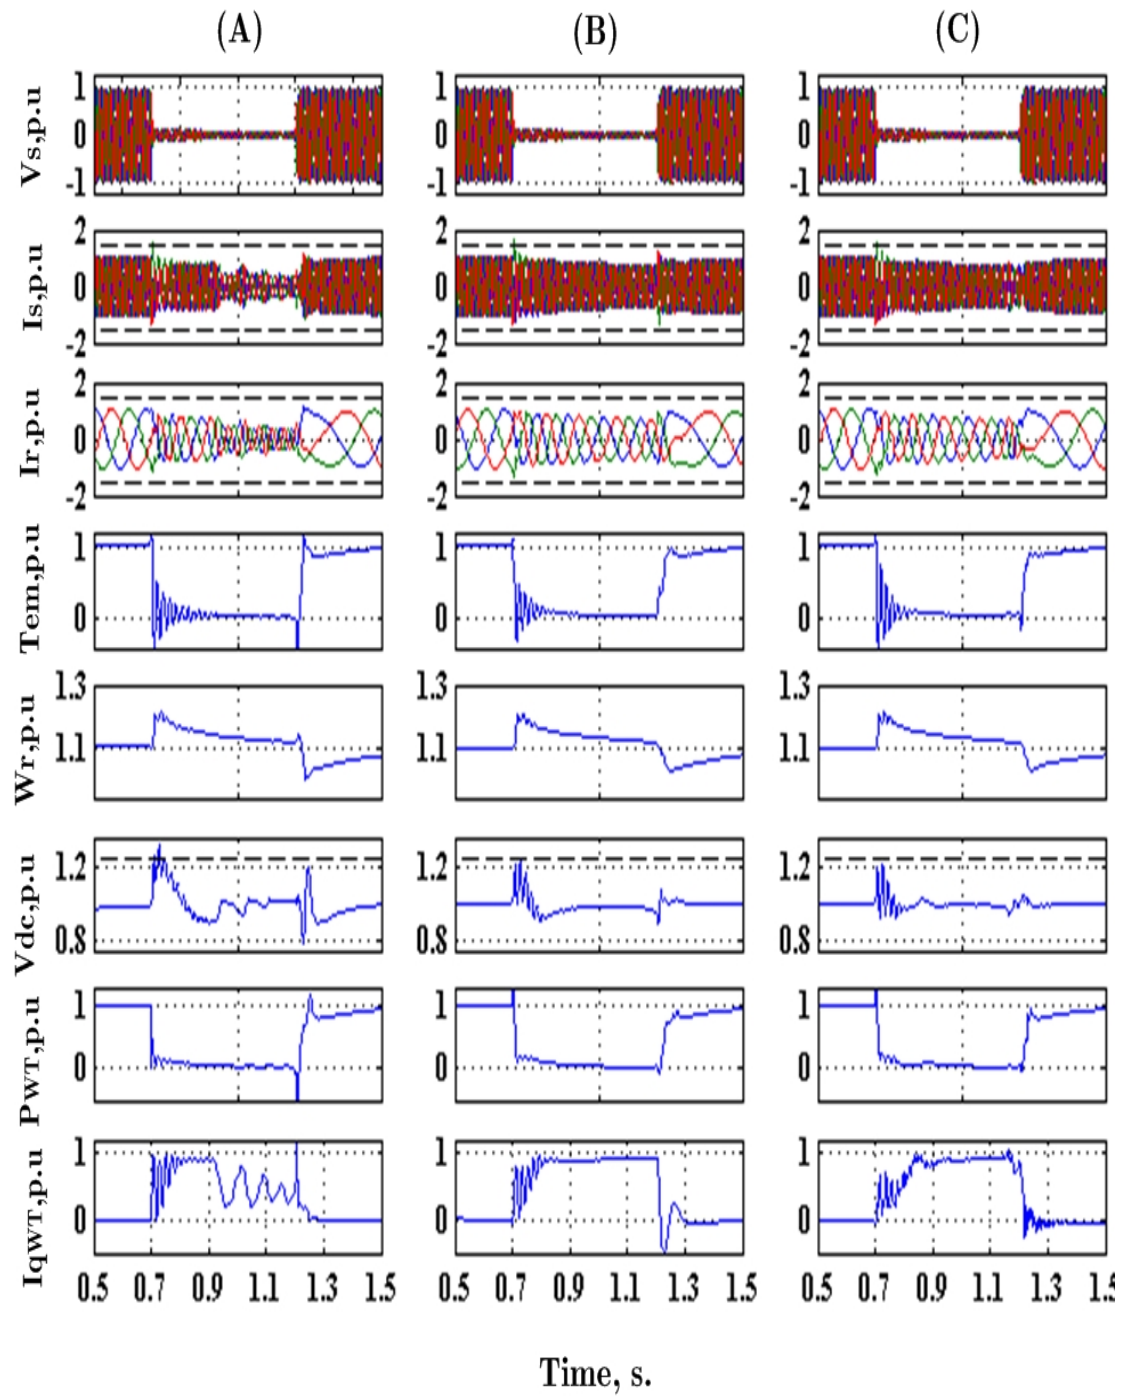 (A) (B) (C)
Vs,p.u
1 1 1
0 0 0
-1 -1 -1
Is,p.u
2 2 2
0 0 0
-2 -2 -2
Ir,p.u
2 2 2
0 0 0
-2 -2 -2
Tem,p.u
1 1 1
0 0 0
Wr,p.u
1.3 1.3 1.3
1.1 1.1 1.1
Vdc,p.u
1.2 1.2 1.2
0.8 0.8 0.8
PWT,p.u
1 1 1
0 0 0
IqWT,p.u
1 1 1
0 0 0
0.5 0.7 0.9 1.1 1.3 1.5 0.5 0.7 0.9 1.1 1.3 1.5 0.5 0.7 0.9 1.1 1.3 1.5
Time, s.